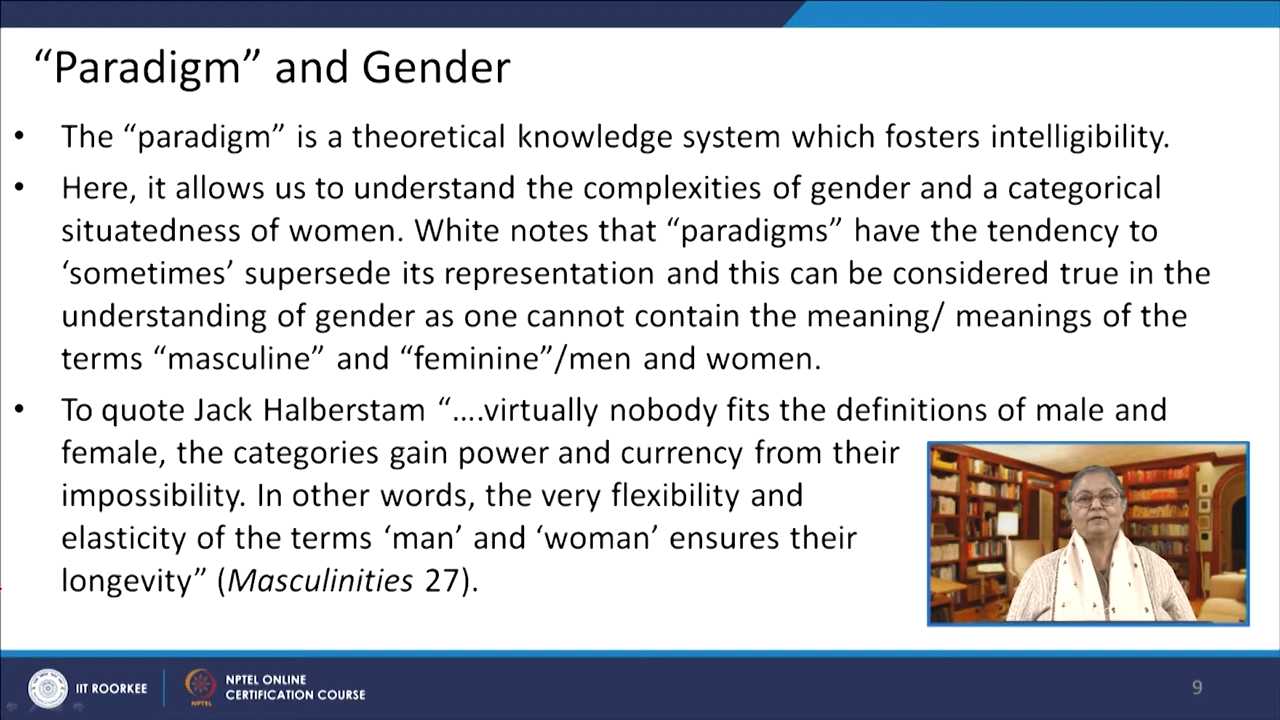 “Paradigm” and Gender
• The “paradigm” is a theoretical knowledge system which fosters intelligibility.
• Here, it allows us to understand the complexities of gender and a categorical
situatedness of women. White notes that “paradigms” have the tendency to
‘sometimes’ supersede its representation and this can be considered true in the
understanding of gender as one cannot contain the meaning/ meanings of the
terms “masculine” and “feminine”/men and women.
• To quote Jack Halberstam “….virtually nobody fits the definitions of male and
female, the categories gain power and currency from their
impossibility. In other words, the very flexibility and
elasticity of the terms ‘man’ and ‘woman’ ensures their
longevity” (Masculinities 27).
IIT ROORKEE
NPTEL
NPTEL ONLINE
CERTIFICATION COURSE
9